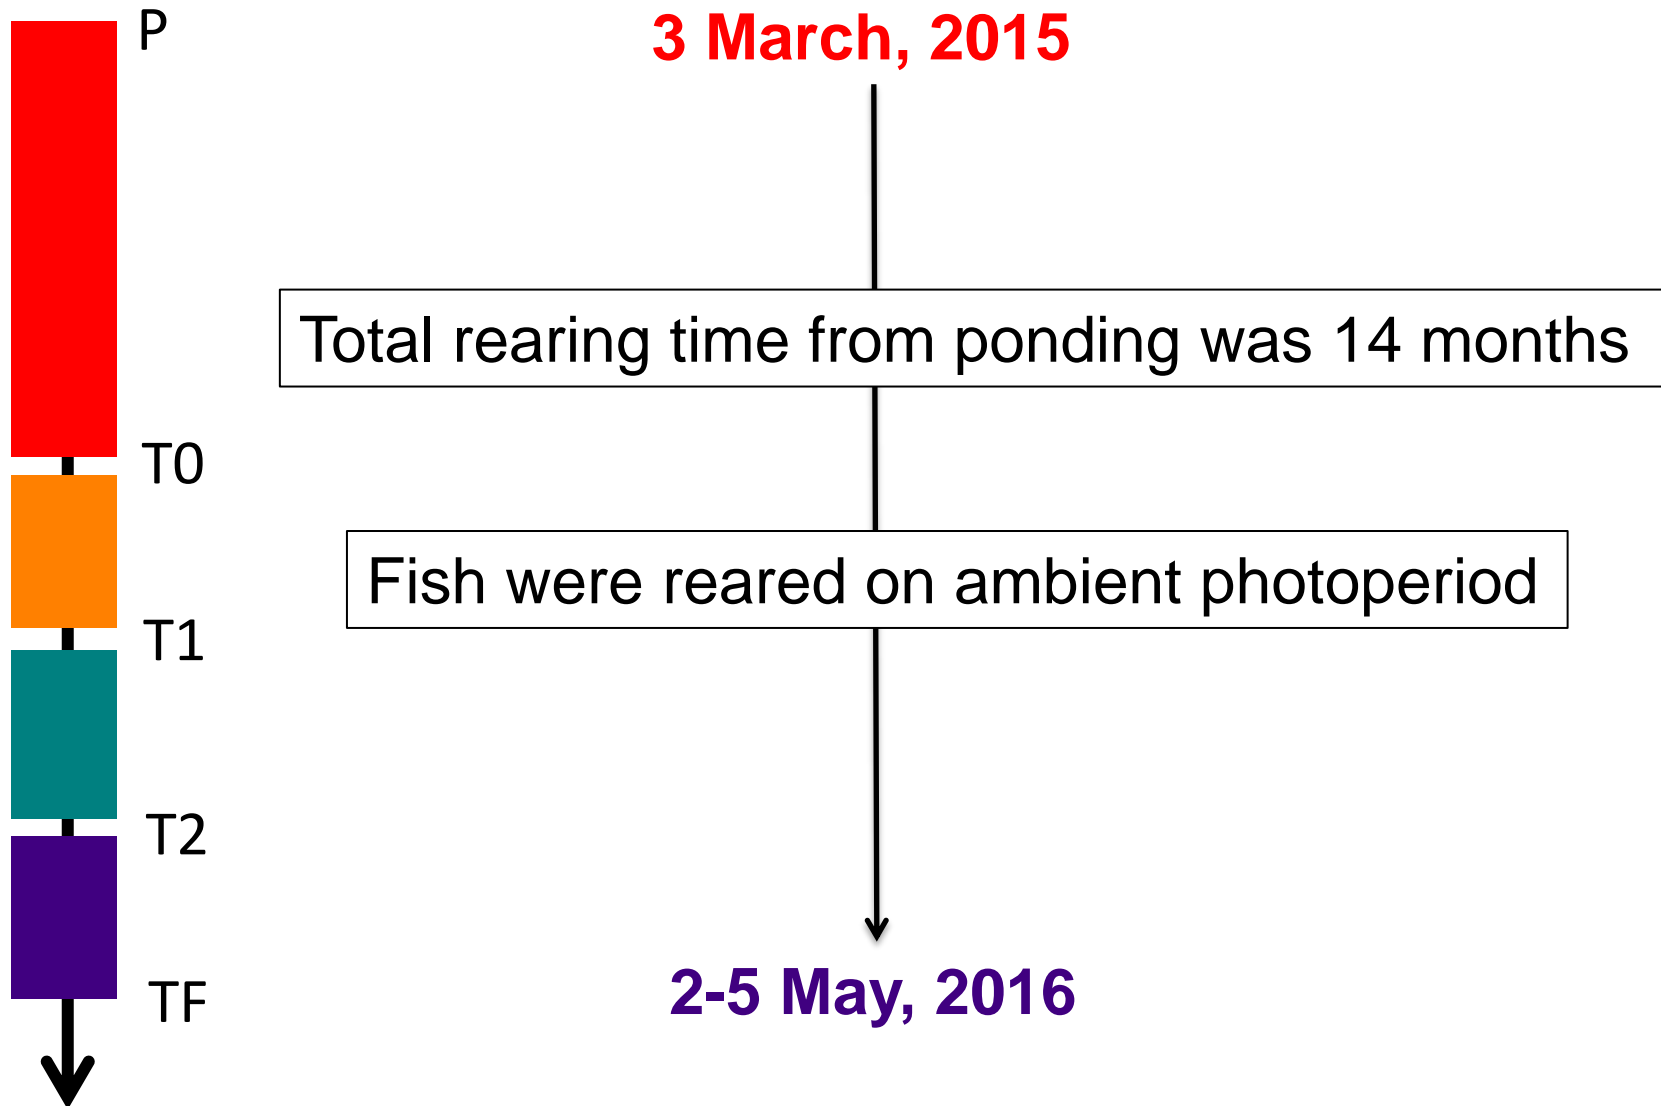 P
3 March, 2015
Total rearing time from ponding was 14 months
T0
Fish were reared on ambient photoperiod
T1
T2
2-5 May, 2016
TF